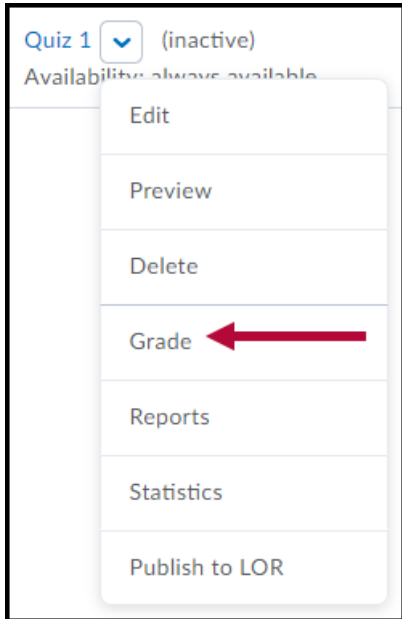 Quiz 1 (inactive)
Availability: always available
Edit
Preview
Delete
Grade
Reports
Statistics
Publish to LOR